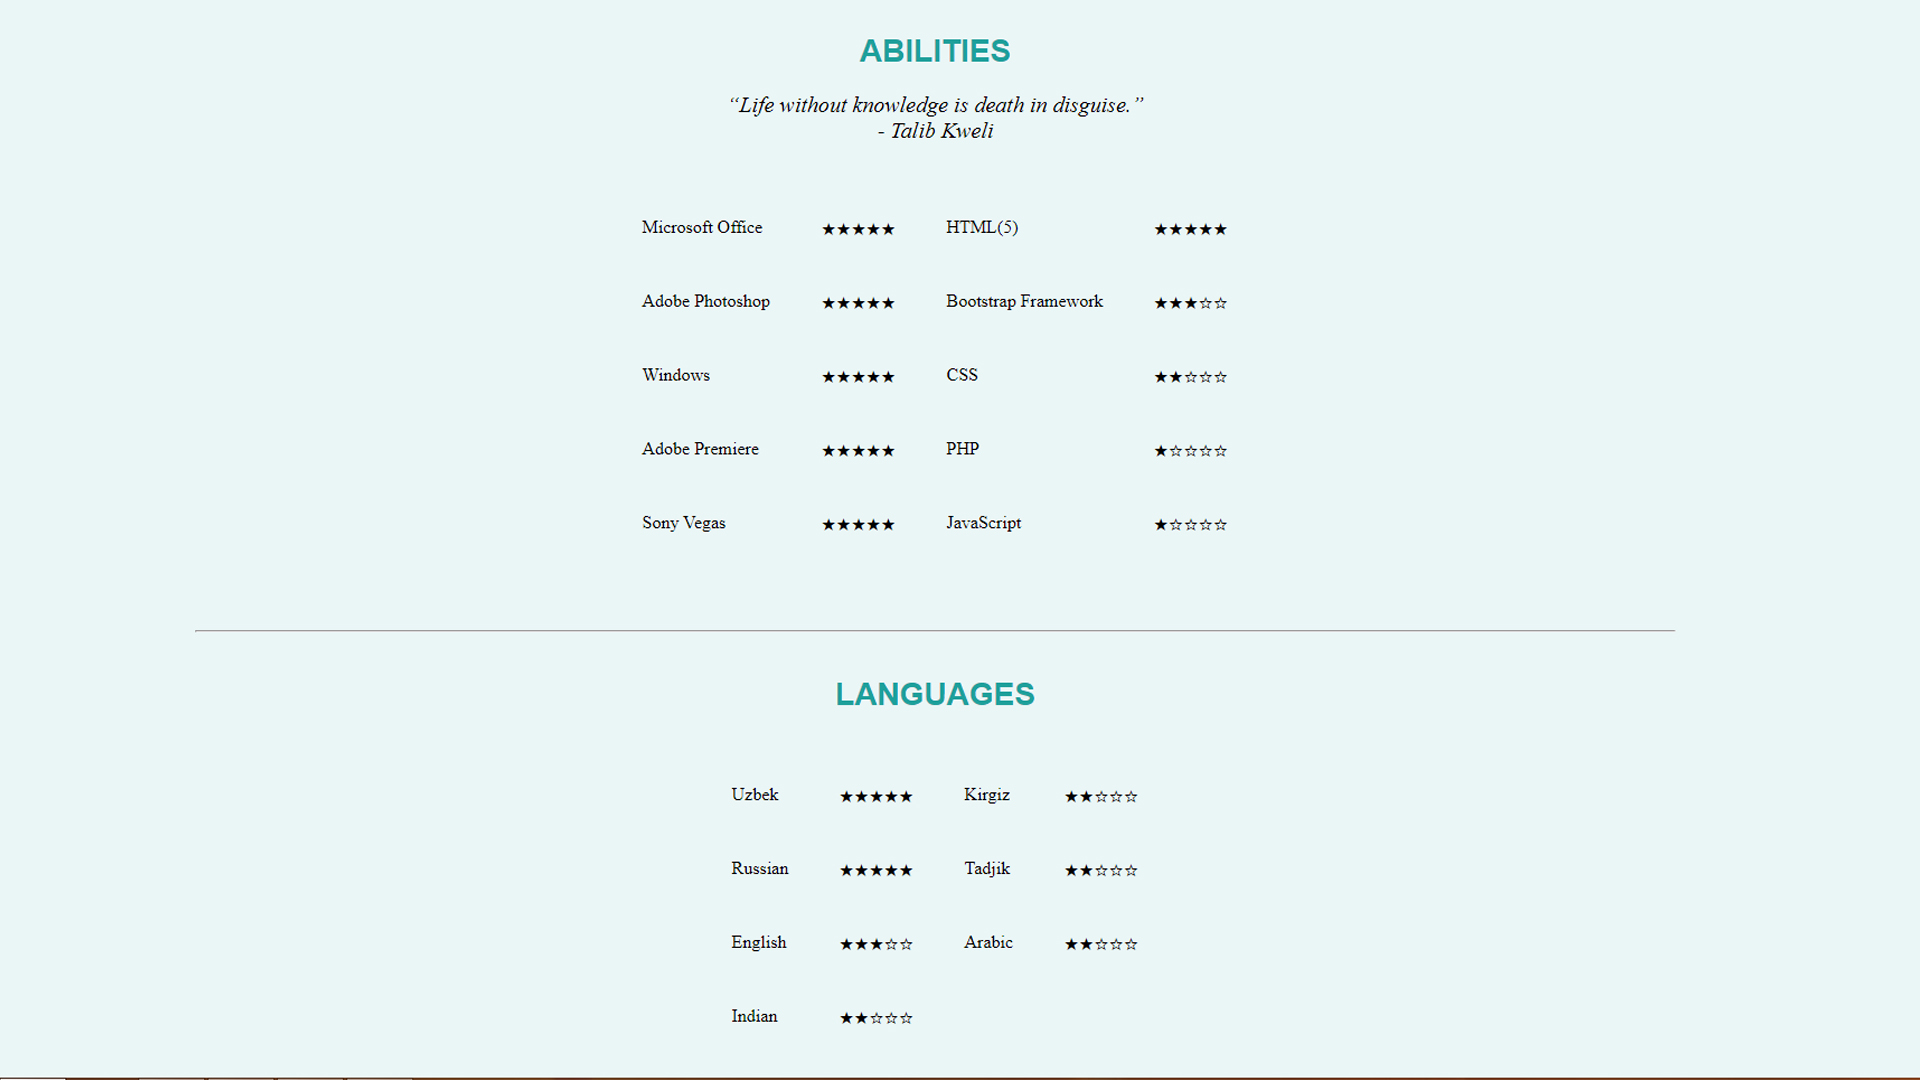 ABILITIES
“Life without knowledge is death in disguise.”
- Talib Kweli
Microsoft Office ★★★★★ HTML(5) ★★★★★
Adobe Photoshop ★★★★★ Bootstrap Framework ★★★☆☆
Windows ★★★★★ CSS ★★☆☆☆
Adobe Premiere ★★★★★ PHP ★☆☆☆☆
Sony Vegas ★★★★★ JavaScript ★☆☆☆☆
LANGUAGES
Uzbek ★★★★★ Kirgiz ★★☆☆☆
Russian ★★★★★ Tadjik ★★☆☆☆
English ★★★☆☆ Arabic ★★☆☆☆
Indian ★★☆☆☆